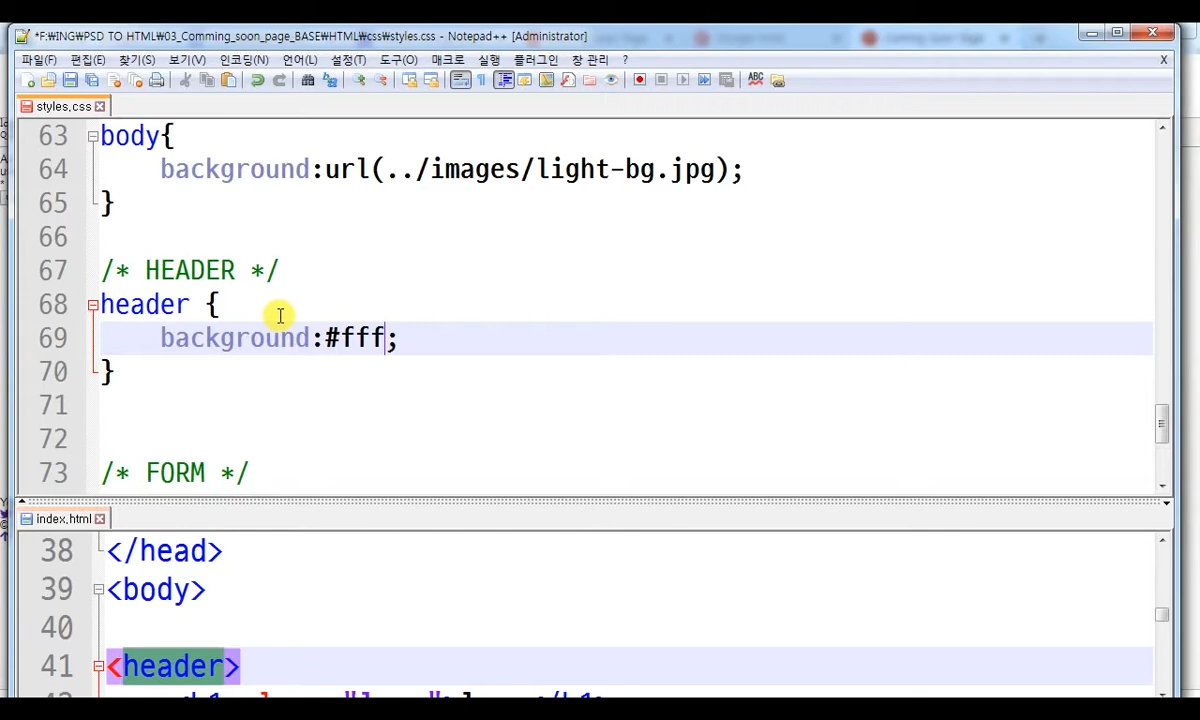 *F:₩ING₩PSD TO HTML₩03_Comming_soon_page_BASE₩HTML₩css₩styles.css - Notepad++ [Administrator]
파일(F) 편집(E) 찾기(S) 보기(V) 인코딩(N) 언어(L) 설정(T) 도구(O) 매크로 실행 플러그인 창 관리 ? X
styles.css
63 body{
64 background:url(../images/light-bg.jpg);
65 }
66
67 /* HEADER */
68 header {
69 background:#fff;
70 }
71
72
73 /* FORM */
index.html
38 </head>
39 <body>
40
41 <header>